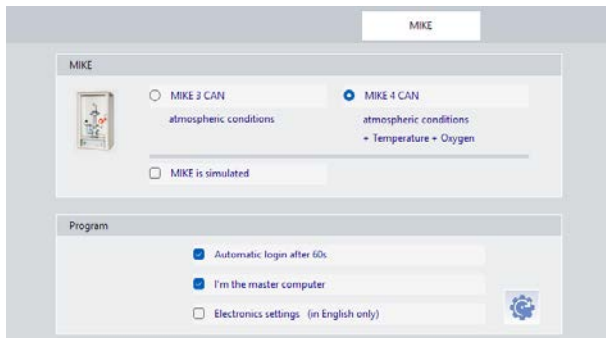 MIKE
MIKE
MIKE 3 CAN
atmospheric conditions
MIKE 4 CAN
atmospheric conditions
+ Temperature + Oxygen
MIKE is simulated
Program
Automatic login after 60s
I'm the master computer
Electronics settings (in English only)